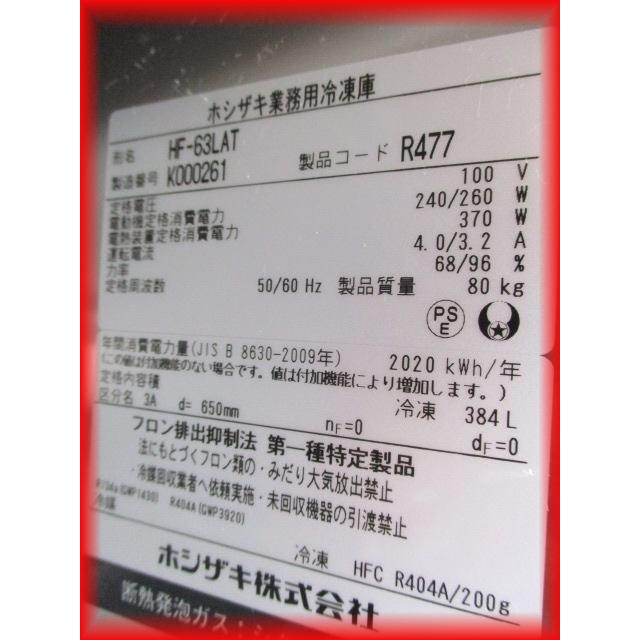 ホシザキ業務用冷凍庫
形名 HF-63LAT
製造番号 K000261 製品コード R477
定格電圧 100 V
電動機定格消費電力 240/260 W
電熱装置定格消費電力 370 W
運転電流 4.0/3.2 A
力率 68/96 %
定格周波数 50/60 Hz 製品質量 80 kg
PSE
年間消費電力量(JIS B 8630-2009年) 2020 kWh/年
(この値は付加機能のない場合です。値は付加機能により増加します。)
定格内容積 冷凍 384 L
区分名 3A d= 650mm nF=0 dF=0
フロン排出抑制法 第一種特定製品
法にもとづくフロン類の・みだり大気放出禁止
・冷媒回収業者へ依頼実施・未回収機器の引渡禁止
R134a(GWP1430) R404A(GWP3920)
冷媒 冷凍 HFC R404A/200g
ホシザキ株式会社
断熱発泡ガス:シ